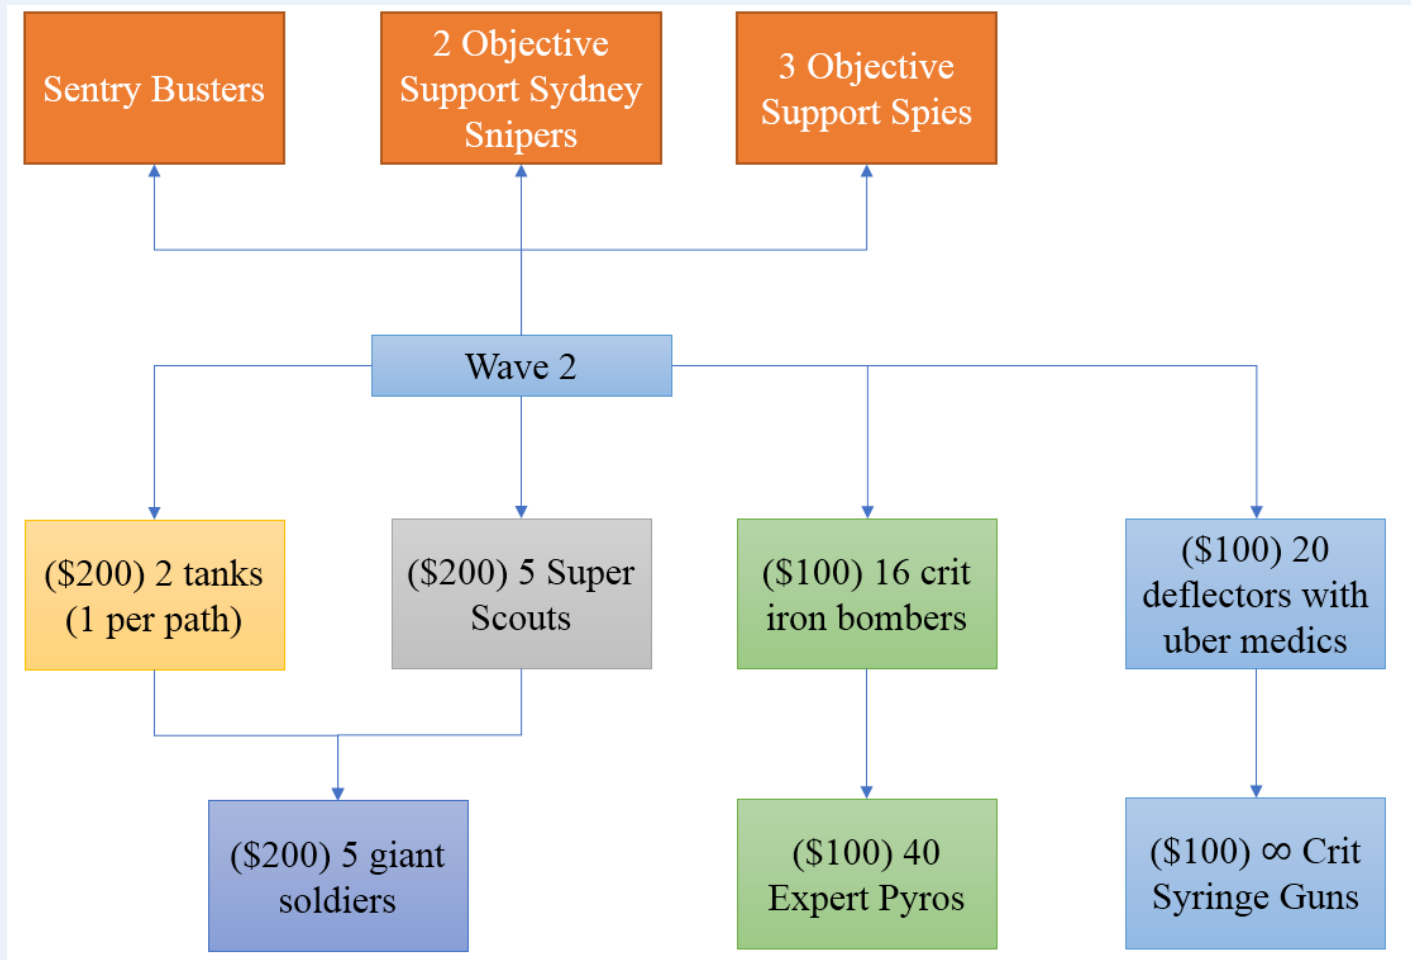 Sentry Busters
2 Objective
Support Sydney
Snipers
3 Objective
Support Spies
Wave 2
($200) 2 tanks
(1 per path)
($200) 5 Super
Scouts
($100) 16 crit
iron bombers
($100) 20
deflectors with
uber medics
($200) 5 giant
soldiers
($100) 40
Expert Pyros
($100) ∞ Crit
Syringe Guns